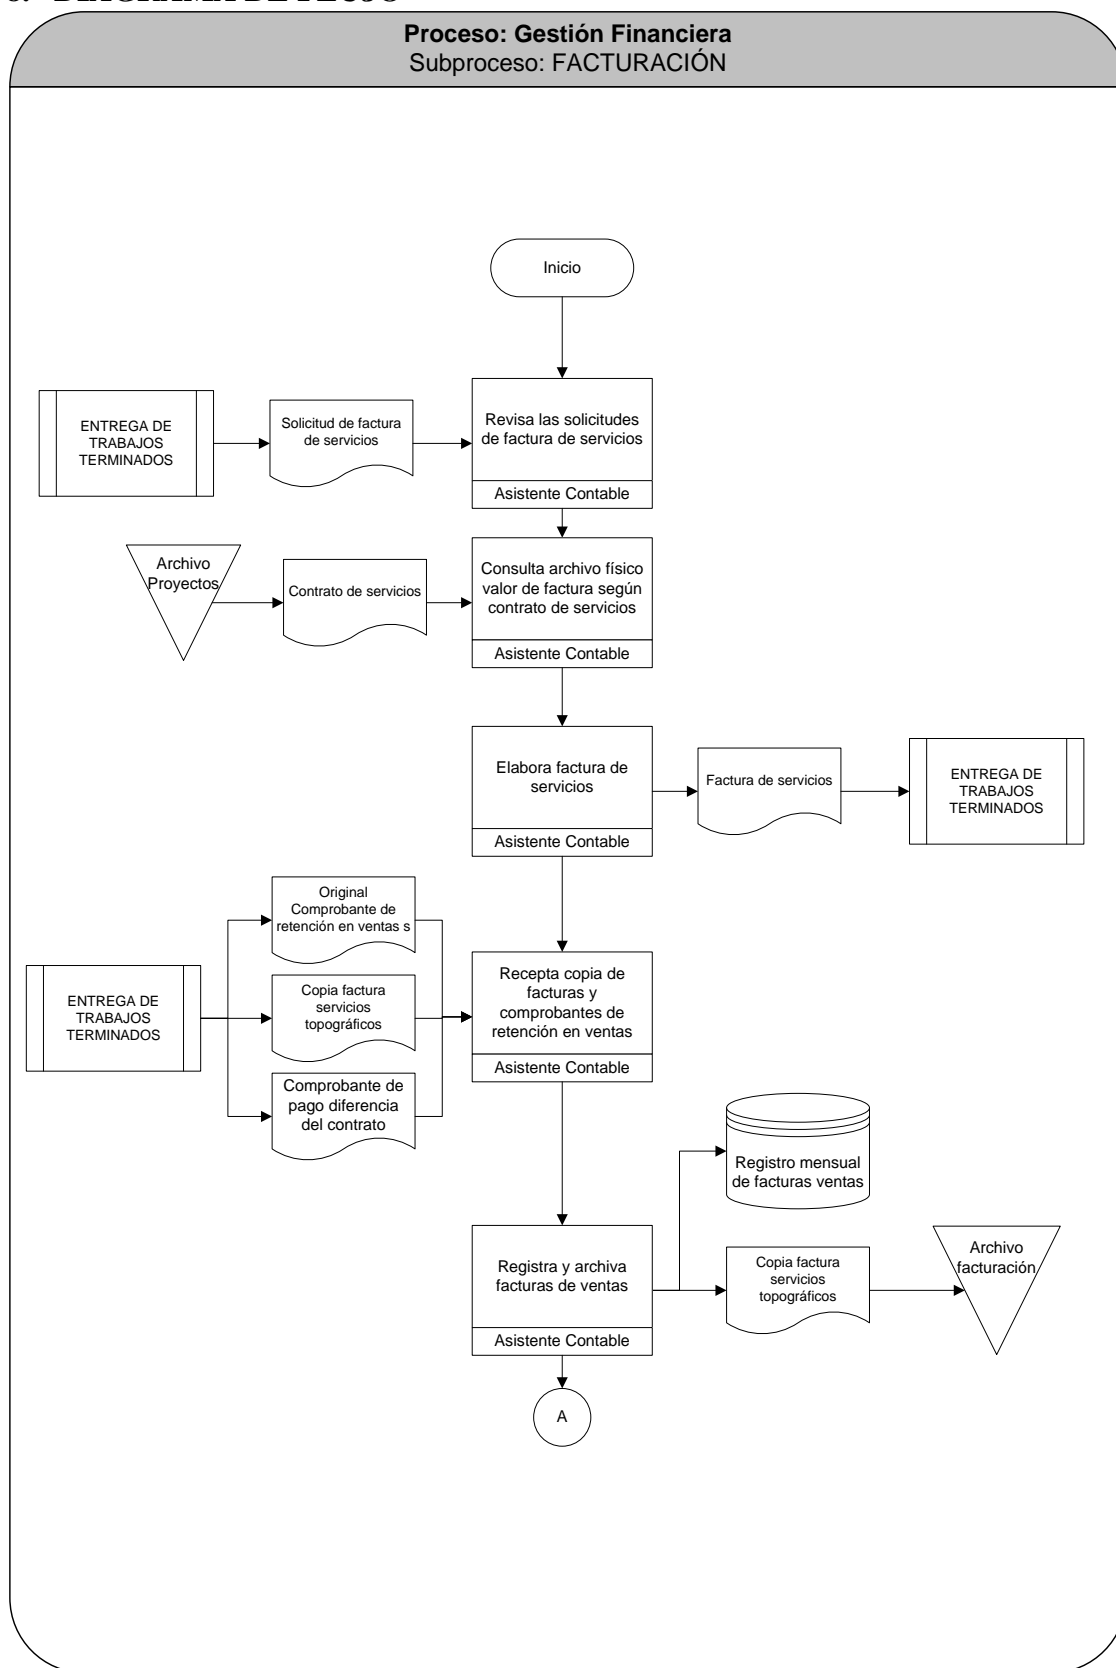 Proceso: Gestión Financiera
Subproceso: FACTURACIÓN
Inicio
ENTREGA DE
TRABAJOS
TERMINADOS
Solicitud de factura
de servicios
Revisa las solicitudes
de factura de servicios
Asistente Contable
Archivo
Proyectos
Contrato de servicios
Consulta archivo físico
valor de factura según
contrato de servicios
Asistente Contable
Elabora factura de
servicios
Asistente Contable
Factura de servicios
ENTREGA DE
TRABAJOS
TERMINADOS
Original
Comprobante de
retención en ventas s
ENTREGA DE
TRABAJOS
TERMINADOS
Copia factura
servicios
topográficos
Comprobante de
pago diferencia
del contrato
Recepta copia de
facturas y
comprobantes de
retención en ventas
Asistente Contable
Registro mensual
de facturas ventas
Registra y archiva
facturas de ventas
Asistente Contable
Copia factura
servicios
topográficos
Archivo
facturación
A